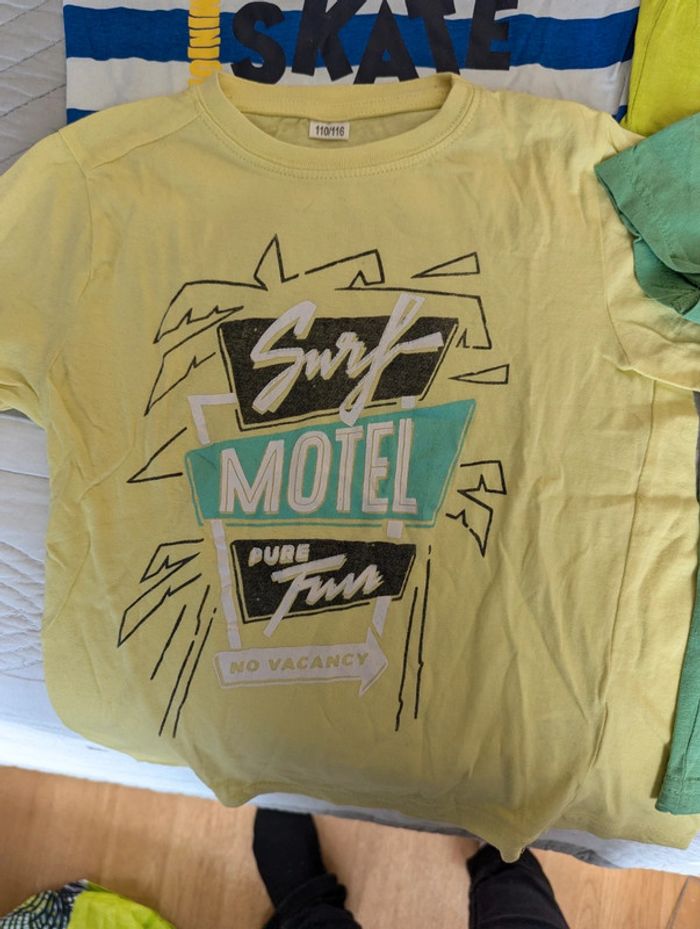 SKATE
110/116
Surf
MOTEL
PURE
Fun
NO VACANCY